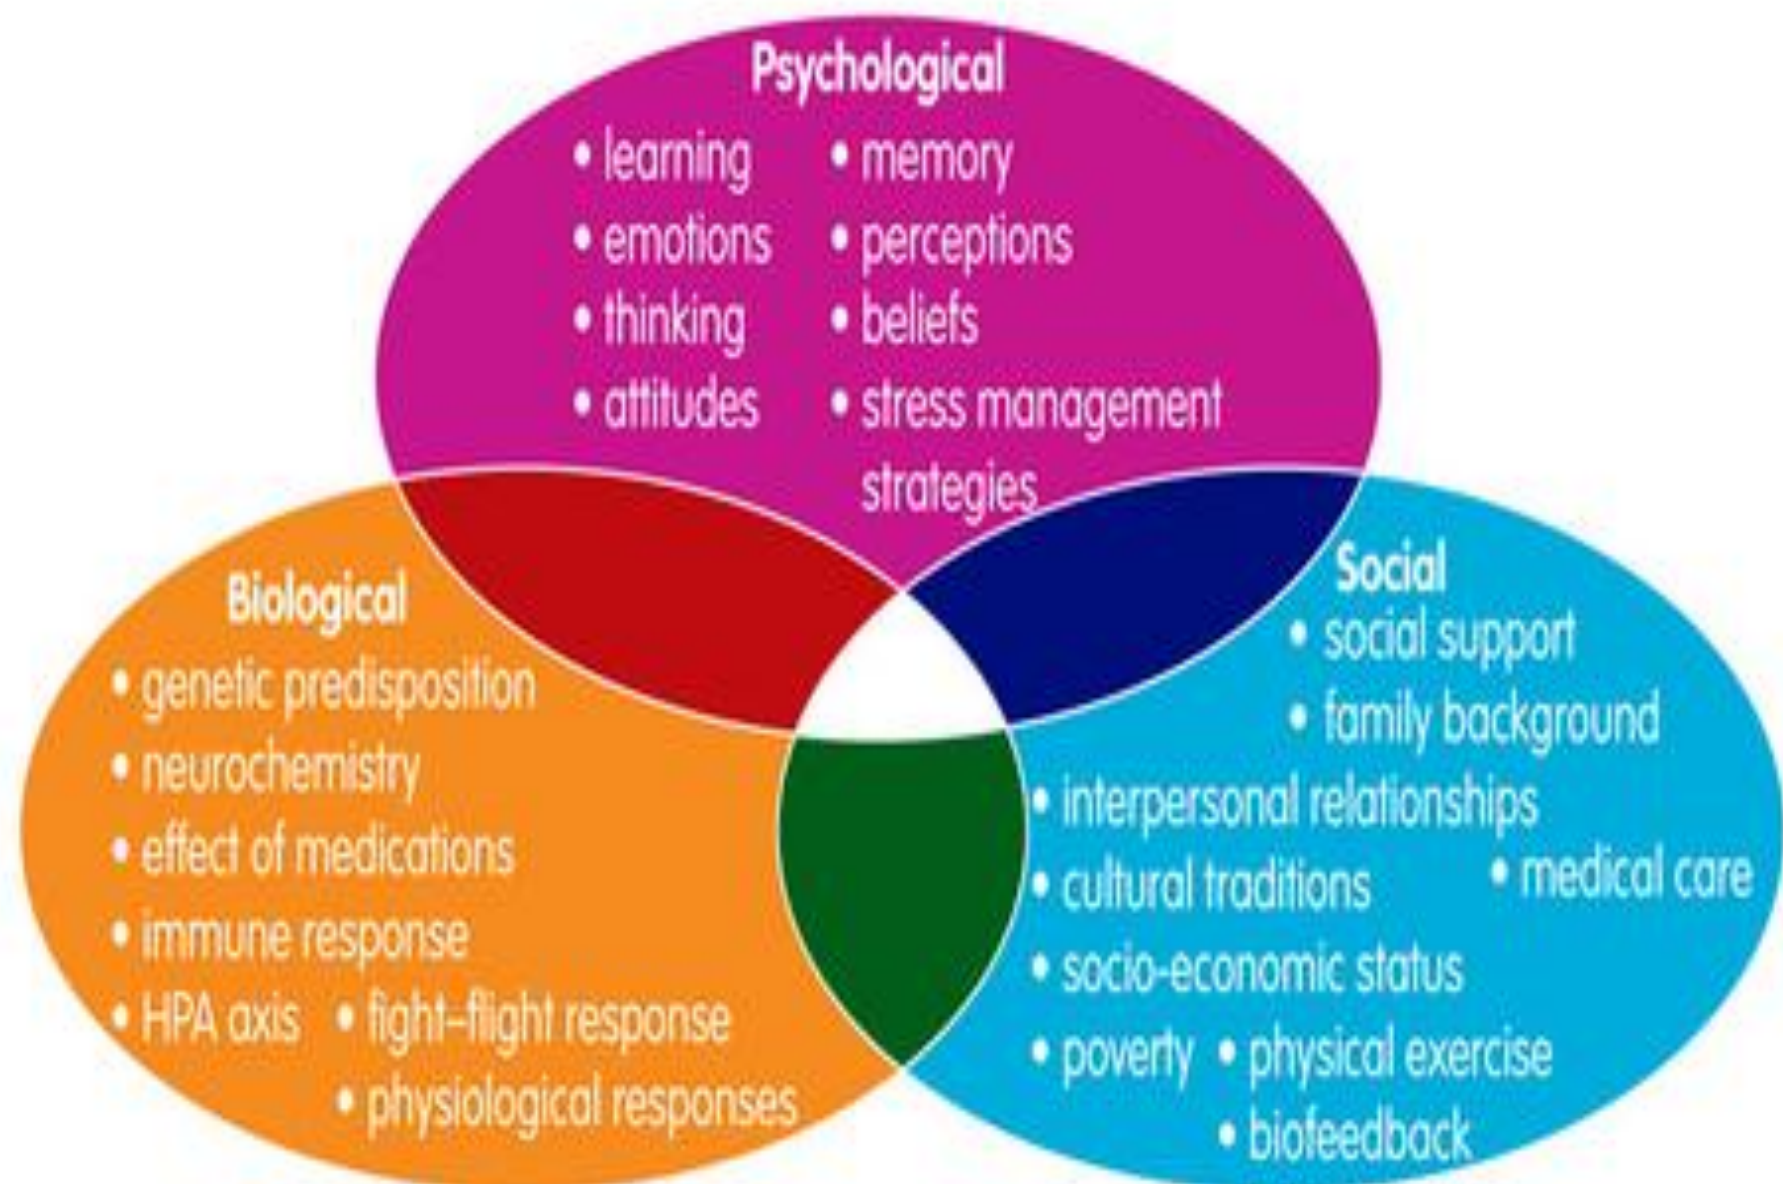 Psychological
• learning
• emotions
• thinking
• attitudes
• memory
• perceptions
• beliefs
• stress management
strategies
Biological
• genetic predisposition
• neurochemistry
• effect of medications
• immune response
• HPA axis • fight–flight response
• physiological responses
Social
• social support
• family background
• interpersonal relationships
• cultural traditions
• medical care
• socio-economic status
• poverty • physical exercise
• biofeedback